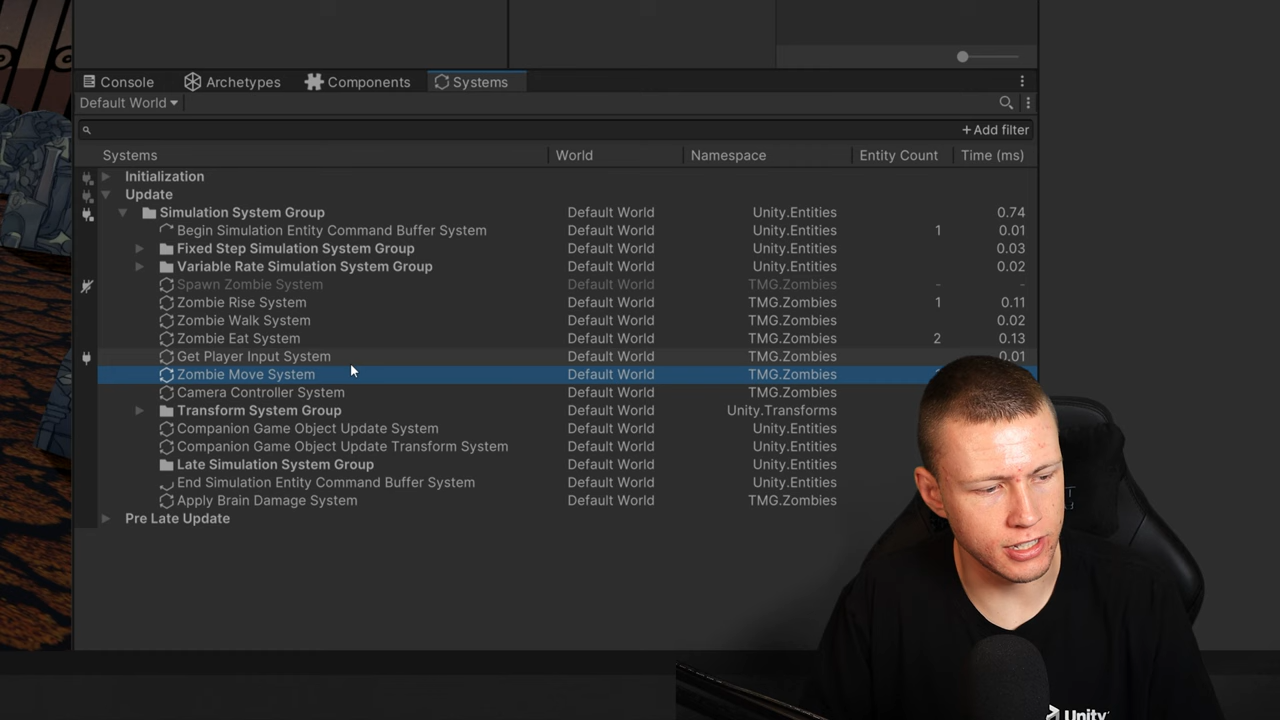 Console Archetypes Components Systems
Default World
+ Add filter
Systems World Namespace Entity Count Time (ms)
Initialization
Update
Simulation System Group Default World Unity.Entities 0.74
Begin Simulation Entity Command Buffer System Default World Unity.Entities 1 0.01
Fixed Step Simulation System Group Default World Unity.Entities 0.03
Variable Rate Simulation System Group Default World Unity.Entities 0.02
Spawn Zombie System Default World TMG.Zombies - -
Zombie Rise System Default World TMG.Zombies 1 0.11
Zombie Walk System Default World TMG.Zombies 0.02
Zombie Eat System Default World TMG.Zombies 2 0.13
Get Player Input System Default World TMG.Zombies 0.01
Zombie Move System Default World TMG.Zombies
Camera Controller System Default World TMG.Zombies
Transform System Group Default World Unity.Transforms
Companion Game Object Update System Default World Unity.Entities
Companion Game Object Update Transform System Default World Unity.Entities
Late Simulation System Group Default World Unity.Entities
End Simulation Entity Command Buffer System Default World Unity.Entities
Apply Brain Damage System Default World TMG.Zombies
Pre Late Update
Unity